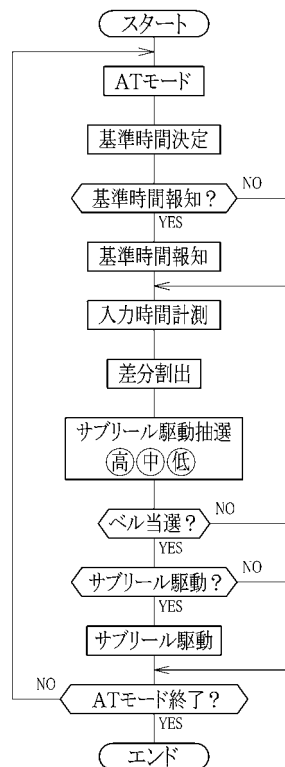 スタート
ATモード
基準時間決定
基準時間報知？
NO
YES
基準時間報知
入力時間計測
差分割出
サブリール駆動抽選
高 中 低
ベル当選？
NO
YES
サブリール駆動？
NO
YES
サブリール駆動
NO
ATモード終了？
YES
エンド